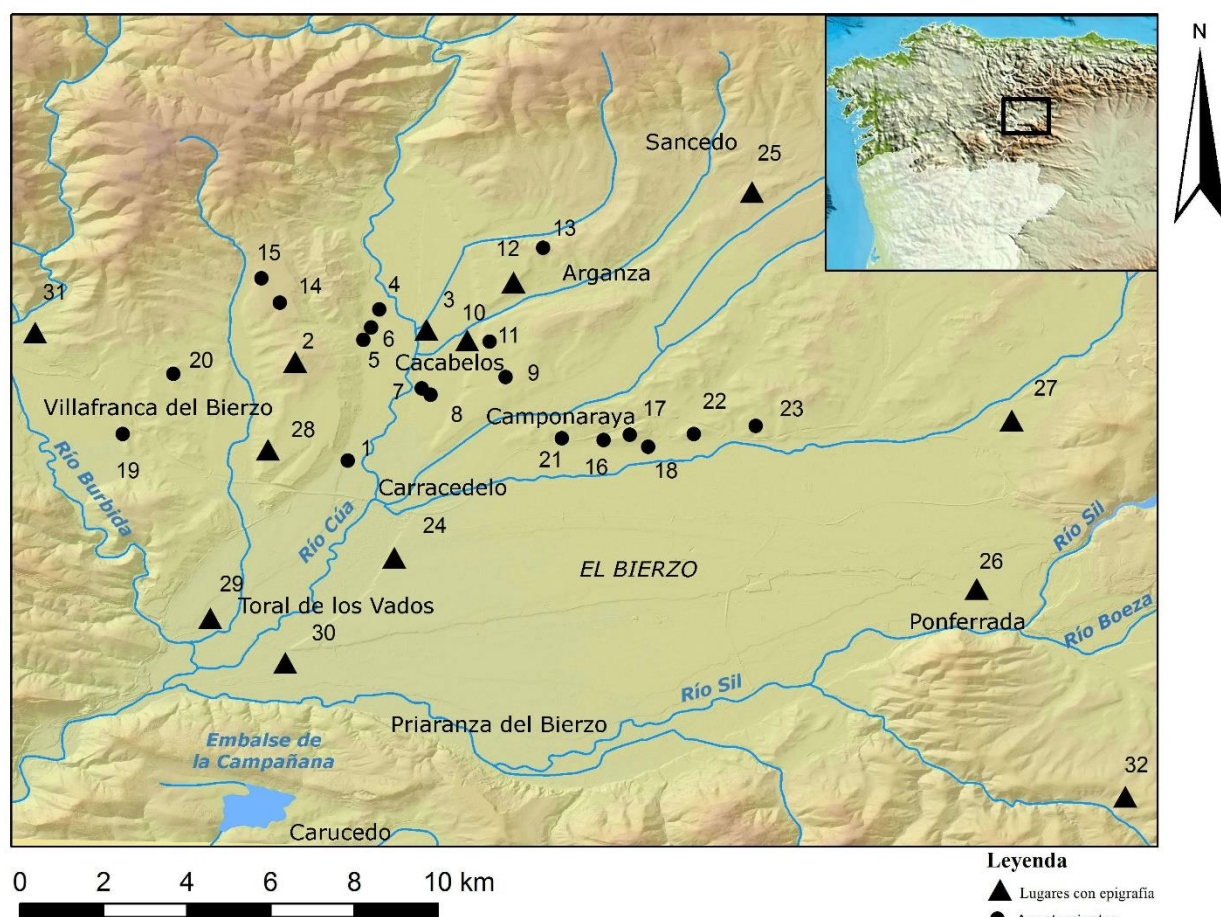 N
Sancedo
25
12
13
Arganza
15
14
4
3
10
31
6
11
2
5
Cacabelos
20
9
7
8
Villafranca del Bierzo
Camponaraya
17
22
23
27
28
1
21
16
18
19
Carracedelo
Río Burbida
Río Cúa
24
Río Sil
EL BIERZO
26
29
Toral de los Vados
Ponferrada
Río Boeza
30
Río Sil
Priaranza del Bierzo
Embalse de
la Campañana
32
Carucedo
Leyenda
Lugares con epigrafía
0 2 4 6 8 10 km